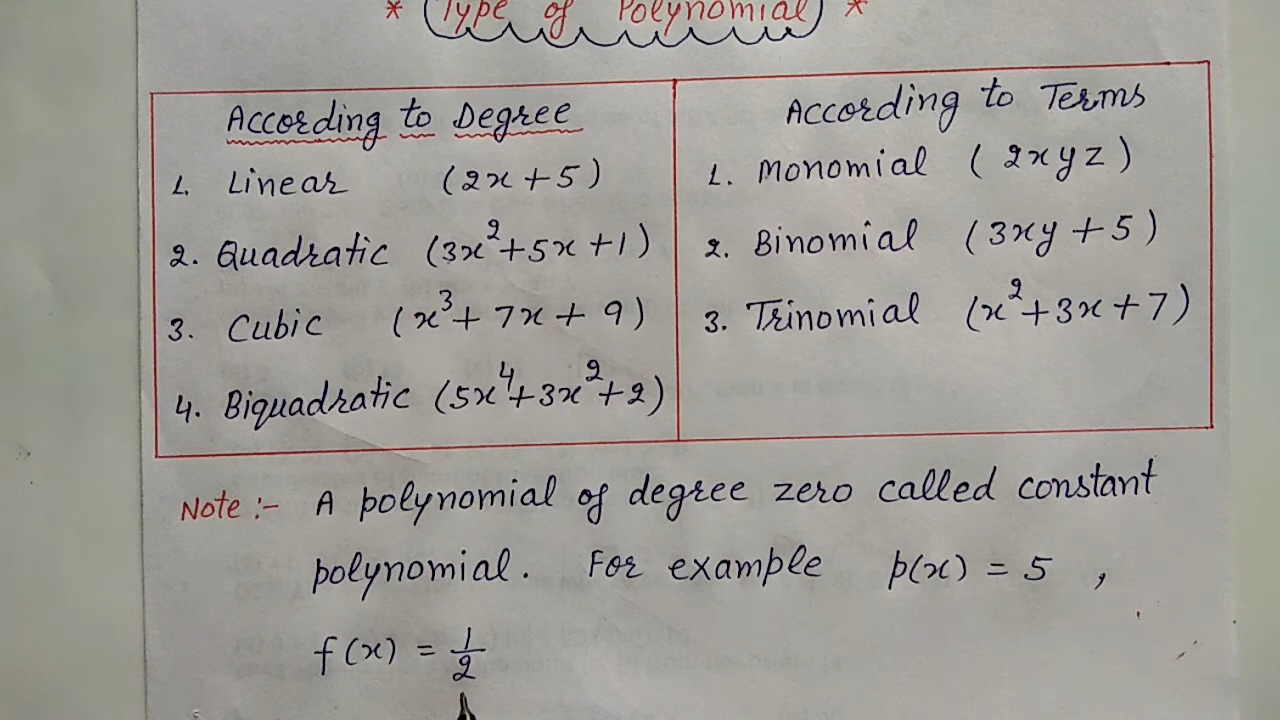 * (Type of Polynomial) *
According to Degree
1. Linear (2x + 5)
2. Quadratic (3x² + 5x + 1)
3. Cubic (x³ + 7x + 9)
4. Biquadratic (5x⁴ + 3x² + 2)
According to Terms
1. Monomial (2xyz)
2. Binomial (3xy + 5)
3. Trinomial (x² + 3x + 7)
Note :- A polynomial of degree zero called constant
polynomial. For example p(x) = 5 ,
f(x) = 1/2